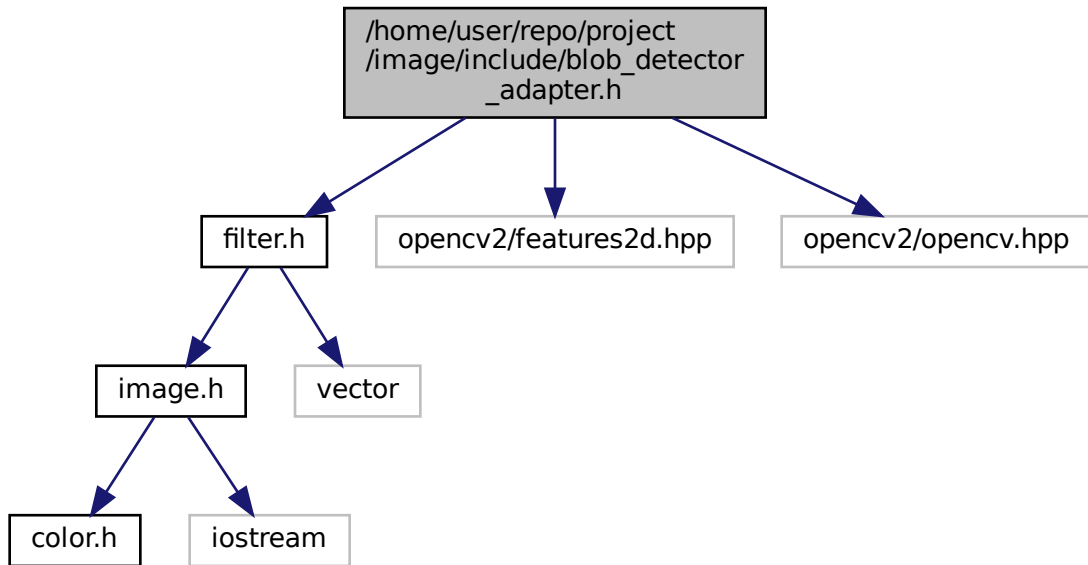 /home/user/repo/project
/image/include/blob_detector
_adapter.h
filter.h
opencv2/features2d.hpp
opencv2/opencv.hpp
image.h
vector
color.h
iostream